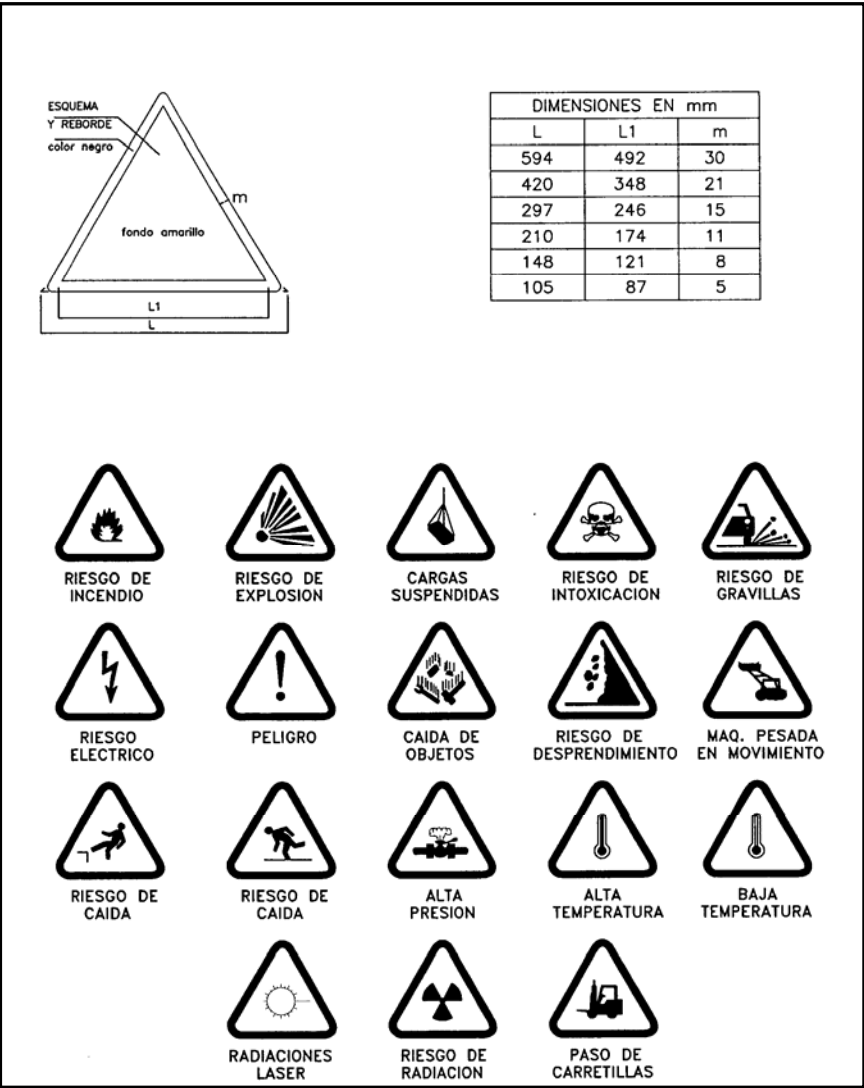 ESQUEMA
Y REBORDE
color negro
m
fondo amarillo
L1
L
DIMENSIONES EN mm
L L1 m
594 492 30
420 348 21
297 246 15
210 174 11
148 121 8
105 87 5
RIESGO DE
INCENDIO
RIESGO DE
EXPLOSION
CARGAS
SUSPENDIDAS
RIESGO DE
INTOXICACION
RIESGO DE
GRAVILLAS
RIESGO
ELECTRICO
PELIGRO
CAIDA DE
OBJETOS
RIESGO DE
DESPRENDIMIENTO
MAQ. PESADA
EN MOVIMIENTO
RIESGO DE
CAIDA
RIESGO DE
CAIDA
ALTA
PRESION
ALTA
TEMPERATURA
BAJA
TEMPERATURA
RADIACIONES
LASER
RIESGO DE
RADIACION
PASO DE
CARRETILLAS